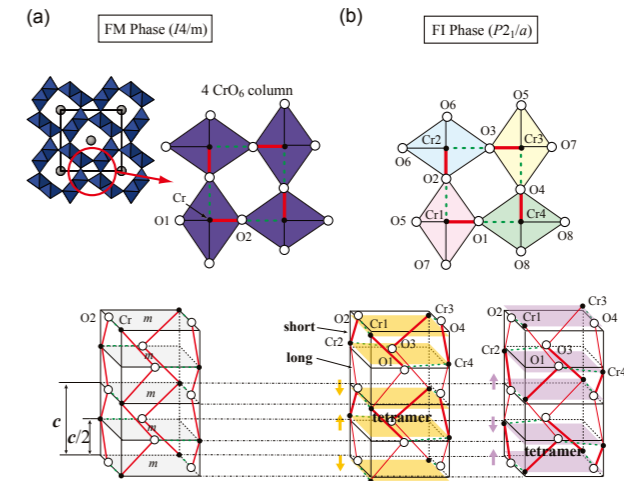 (a)
FM Phase (I4/m)
(b)
FI Phase (P2₁/a)
4 CrO₆ column
Cr
O1
O2
O5
O6
O3
Cr2
Cr3
O6
O7
O2
O4
O5
Cr1
Cr4
O1
O8
O7
O8
O2
Cr
m
m
m
m
m
c
c/2
O2
Cr3
short
Cr1
O4
Cr2
O3
long
O1
Cr4
tetramer
Cr3
O2
Cr1
O4
Cr2
O3
O1
Cr4
tetramer